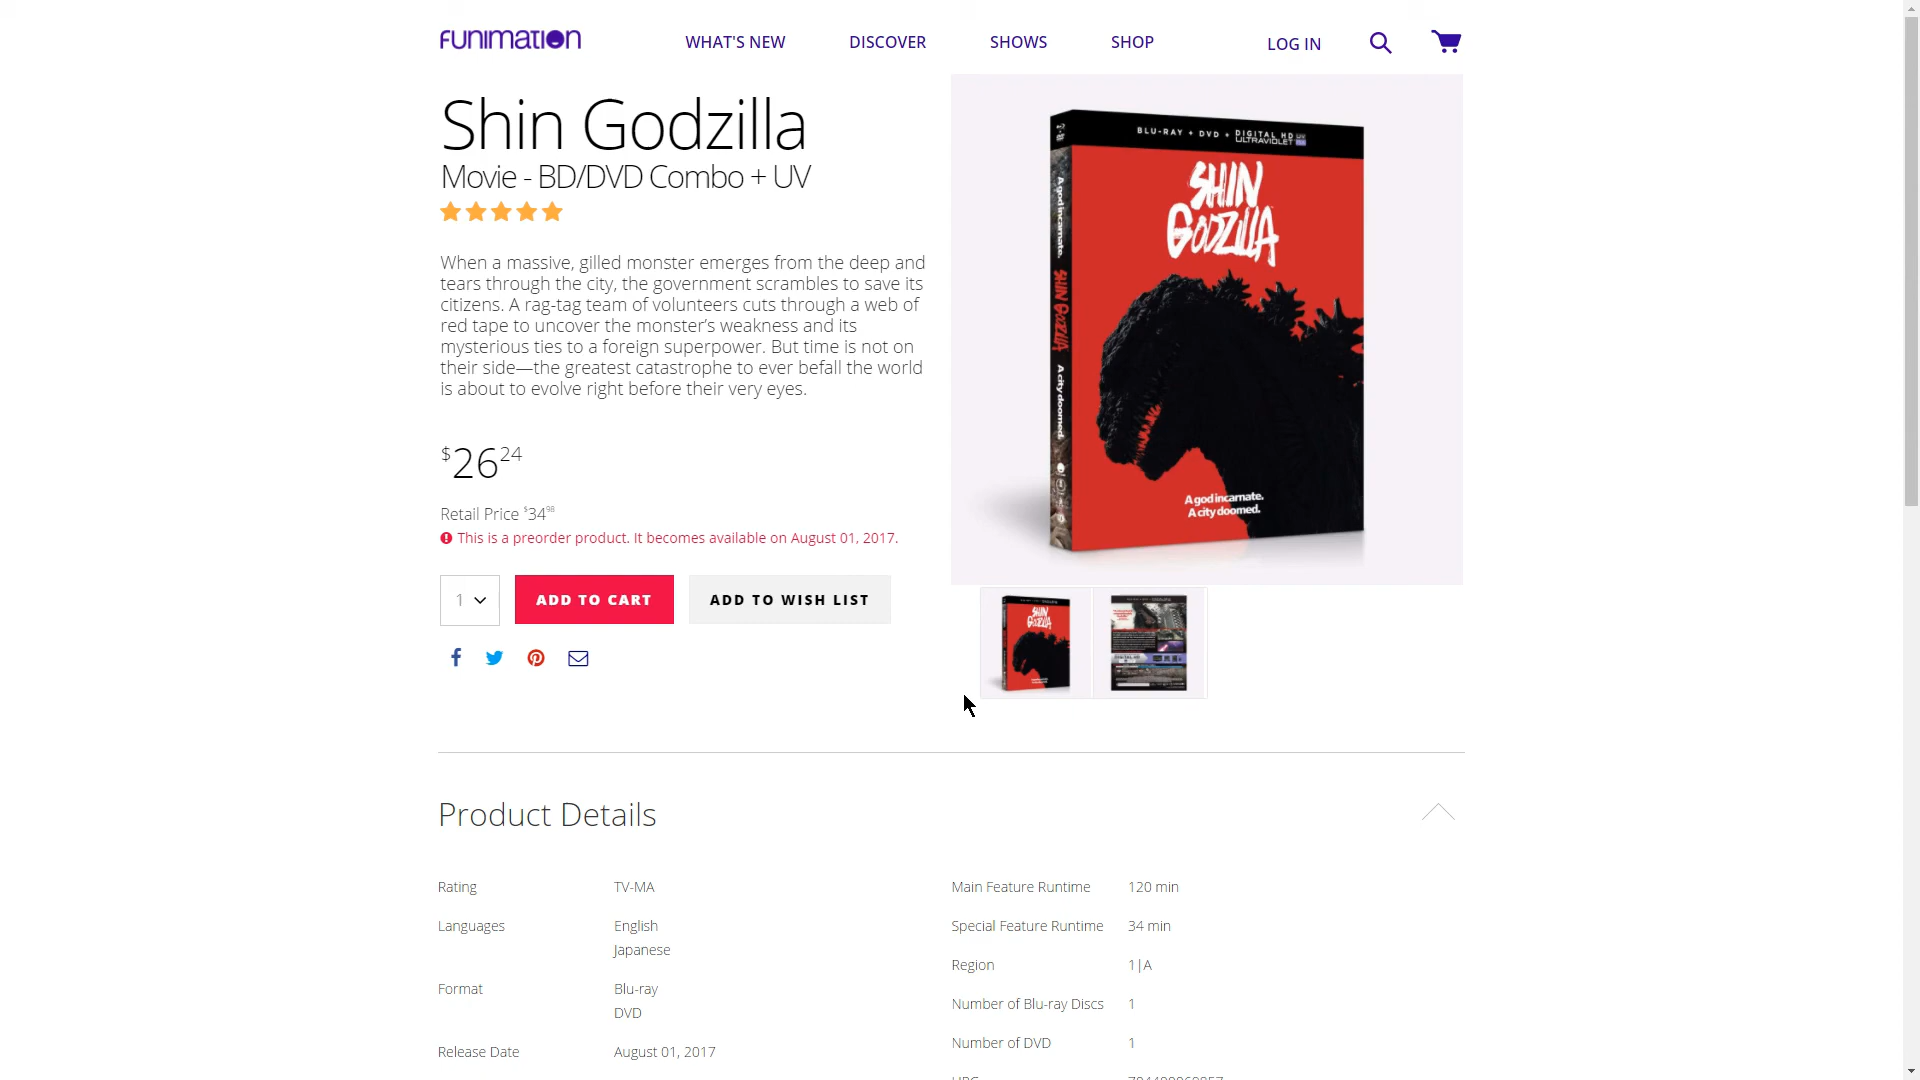 FUNIMATION
WHAT'S NEW
DISCOVER
SHOWS
SHOP
LOG IN
Shin Godzilla
Movie - BD/DVD Combo + UV
When a massive, gilled monster emerges from the deep and
tears through the city, the government scrambles to save its
citizens. A rag-tag team of volunteers cuts through a web of
red tape to uncover the monster’s weakness and its
mysterious ties to a foreign superpower. But time is not on
their side—the greatest catastrophe to ever befall the world
is about to evolve right before their very eyes.
$26 24
Retail Price $34 98
This is a preorder product. It becomes available on August 01, 2017.
1
ADD TO CART
ADD TO WISH LIST
BLU-RAY + DVD + DIGITAL HD
ULTRAVIOLET
SHIN
GODZILLA
A god incarnate.
SHIN GODZILLA
A city doomed.
A god incarnate.
A city doomed.
SHIN
GODZILLA
Product Details
Rating TV-MA
Languages English
Japanese
Format Blu-ray
DVD
Release Date August 01, 2017
Main Feature Runtime 120 min
Special Feature Runtime 34 min
Region 1|A
Number of Blu-ray Discs 1
Number of DVD 1